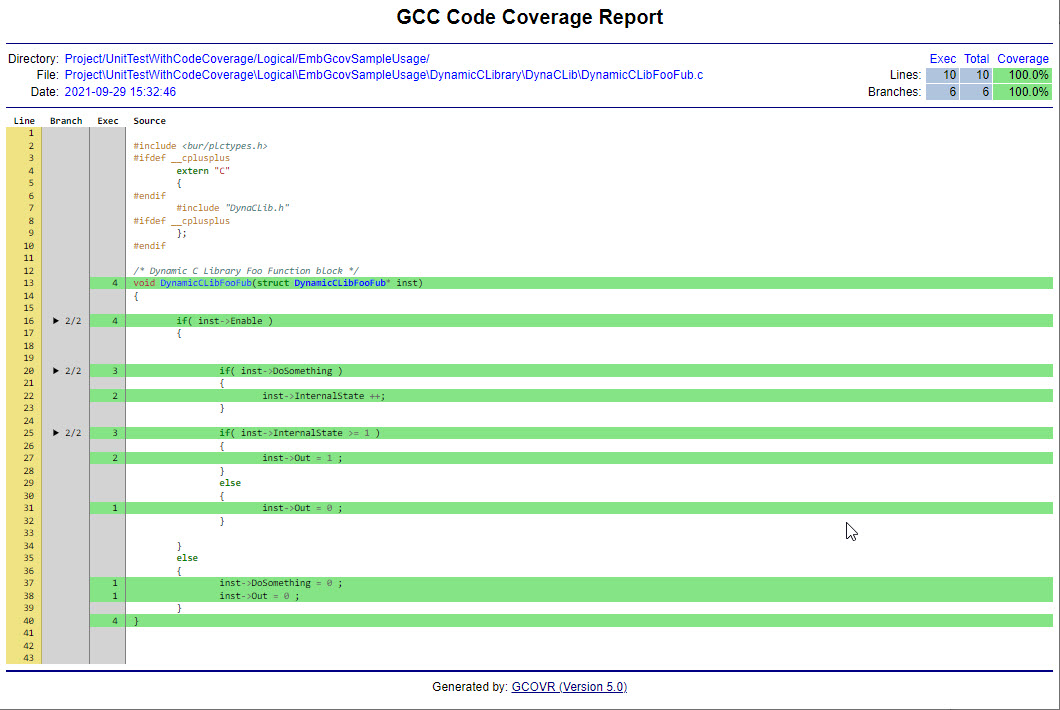 GCC Code Coverage Report
Directory: Project/UnitTestWithCodeCoverage/Logical/EmbGcovSampleUsage/ Exec Total Coverage
File: Project\UnitTestWithCodeCoverage\Logical\EmbGcovSampleUsage\DynamicCLibrary\DynaCLib\DynamicCLibFooFub.c Lines: 10 10 100.0%
Date: 2021-09-29 15:32:46 Branches: 6 6 100.0%
Line Branch Exec Source
1
2 #include <bur/plctypes.h>
3 #ifdef __cplusplus
4 extern "C"
5 {
6 #endif
7 #include "DynaCLib.h"
8 #ifdef __cplusplus
9 };
10 #endif
11
12 /* Dynamic C Library Foo Function block */
13 4 void DynamicCLibFooFub(struct DynamicCLibFooFub* inst)
14 {
15
16 ▶ 2/2 4 if( inst->Enable )
17 {
18
19
20 ▶ 2/2 3 if( inst->DoSomething )
21 {
22 2 inst->InternalState ++;
23 }
24
25 ▶ 2/2 3 if( inst->InternalState >= 1 )
26 {
27 2 inst->Out = 1 ;
28 }
29 else
30 {
31 1 inst->Out = 0 ;
32 }
33
34 }
35 else
36 {
37 1 inst->DoSomething = 0 ;
38 1 inst->Out = 0 ;
39 }
40 4 }
41
42
43
Generated by: GCOVR (Version 5.0)